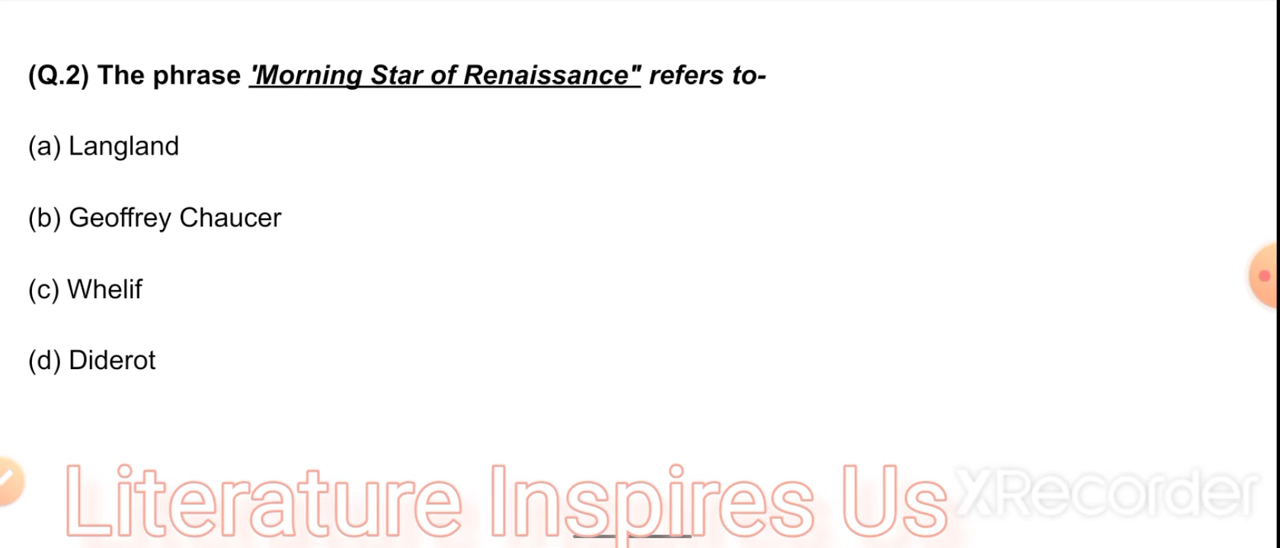 (Q.2) The phrase 'Morning Star of Renaissance" refers to-
(a) Langland
(b) Geoffrey Chaucer
(c) Whelif
(d) Diderot
Literature Inspires Us
XRecorder